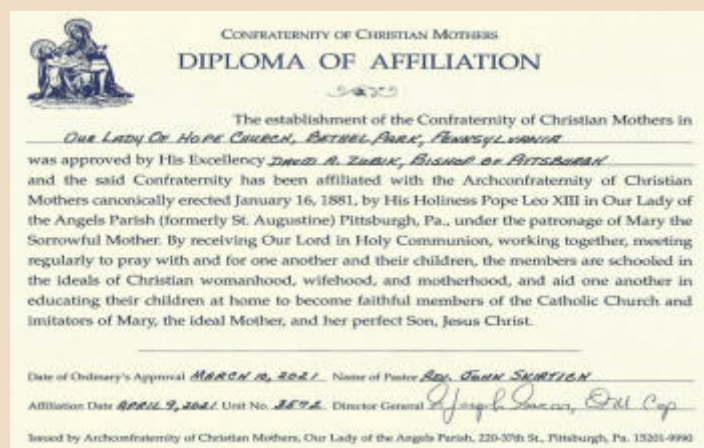 CONFRATERNITY OF CHRISTIAN MOTHERS
DIPLOMA OF AFFILIATION
The establishment of the Confraternity of Christian Mothers in
OUR LADY OF HOPE CHURCH, BETHEL PARK, PENNSYLVANIA
was approved by His Excellency DAVID A. ZUBIK, BISHOP OF PITTSBURGH
and the said Confraternity has been affiliated with the Archconfraternity of Christian
Mothers canonically erected January 16, 1881, by His Holiness Pope Leo XIII in Our Lady of
the Angels Parish (formerly St. Augustine) Pittsburgh, Pa., under the patronage of Mary the
Sorrowful Mother. By receiving Our Lord in Holy Communion, working together, meeting
regularly to pray with and for one another and their children, the members are schooled in
the ideals of Christian womanhood, wifehood, and motherhood, and aid one another in
educating their children at home to become faithful members of the Catholic Church and
imitators of Mary, the ideal Mother, and her perfect Son, Jesus Christ.
Date of Ordinary's Approval MARCH 10, 2021 Name of Pastor REV. JOHN SKIRTICH
Affiliation Date APRIL 9, 2021 Unit No. 3572 Director General Joseph
Issued by Archconfraternity of Christian Mothers, Our Lady of the Angels Parish, 220-37th St., Pittsburgh, Pa. 15201-9990